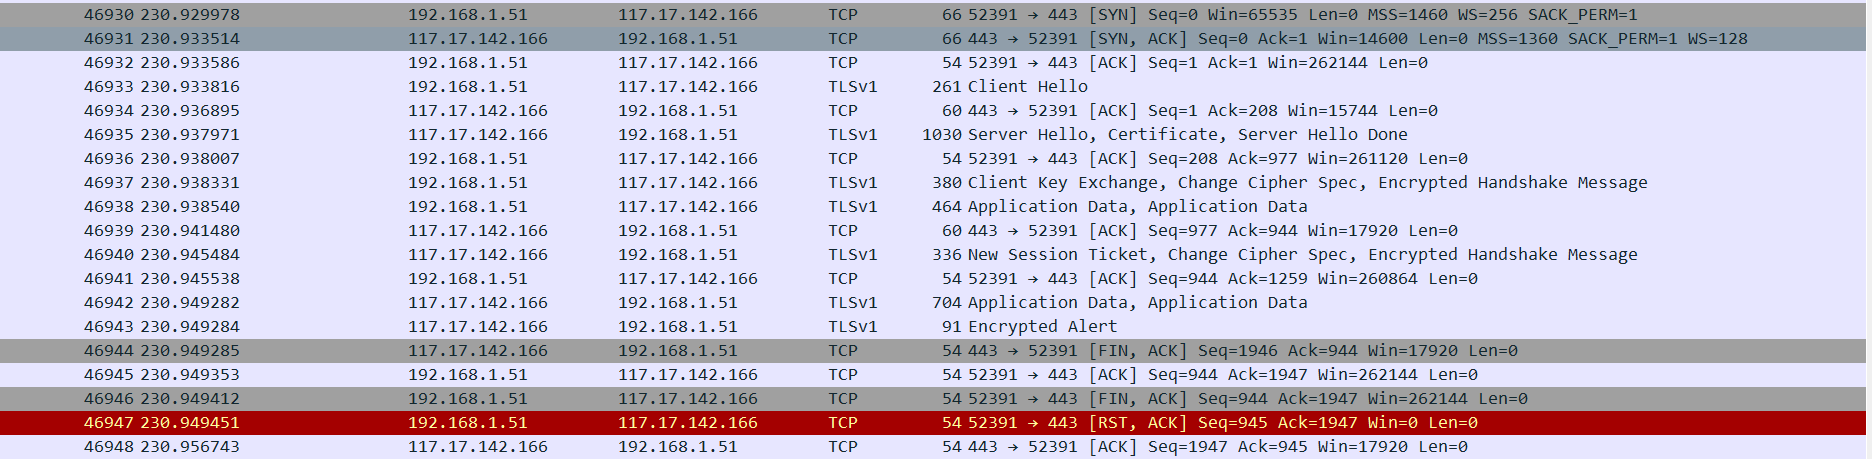 46930 230.929978 192.168.1.51 117.17.142.166 TCP 66 52391 → 443 [SYN] Seq=0 Win=65535 Len=0 MSS=1460 WS=256 SACK_PERM=1
46931 230.933514 117.17.142.166 192.168.1.51 TCP 66 443 → 52391 [SYN, ACK] Seq=0 Ack=1 Win=14600 Len=0 MSS=1360 SACK_PERM=1 WS=128
46932 230.933586 192.168.1.51 117.17.142.166 TCP 54 52391 → 443 [ACK] Seq=1 Ack=1 Win=262144 Len=0
46933 230.933816 192.168.1.51 117.17.142.166 TLSv1 261 Client Hello
46934 230.936895 117.17.142.166 192.168.1.51 TCP 60 443 → 52391 [ACK] Seq=1 Ack=208 Win=15744 Len=0
46935 230.937971 117.17.142.166 192.168.1.51 TLSv1 1030 Server Hello, Certificate, Server Hello Done
46936 230.938007 192.168.1.51 117.17.142.166 TCP 54 52391 → 443 [ACK] Seq=208 Ack=977 Win=261120 Len=0
46937 230.938331 192.168.1.51 117.17.142.166 TLSv1 380 Client Key Exchange, Change Cipher Spec, Encrypted Handshake Message
46938 230.938540 192.168.1.51 117.17.142.166 TLSv1 464 Application Data, Application Data
46939 230.941480 117.17.142.166 192.168.1.51 TCP 60 443 → 52391 [ACK] Seq=977 Ack=944 Win=17920 Len=0
46940 230.945484 117.17.142.166 192.168.1.51 TLSv1 336 New Session Ticket, Change Cipher Spec, Encrypted Handshake Message
46941 230.945538 192.168.1.51 117.17.142.166 TCP 54 52391 → 443 [ACK] Seq=944 Ack=1259 Win=260864 Len=0
46942 230.949282 117.17.142.166 192.168.1.51 TLSv1 704 Application Data, Application Data
46943 230.949284 117.17.142.166 192.168.1.51 TLSv1 91 Encrypted Alert
46944 230.949285 117.17.142.166 192.168.1.51 TCP 54 443 → 52391 [FIN, ACK] Seq=1946 Ack=944 Win=17920 Len=0
46945 230.949353 192.168.1.51 117.17.142.166 TCP 54 52391 → 443 [ACK] Seq=944 Ack=1947 Win=262144 Len=0
46946 230.949412 192.168.1.51 117.17.142.166 TCP 54 52391 → 443 [FIN, ACK] Seq=944 Ack=1947 Win=262144 Len=0
46947 230.949451 192.168.1.51 117.17.142.166 TCP 54 52391 → 443 [RST, ACK] Seq=945 Ack=1947 Win=0 Len=0
46948 230.956743 117.17.142.166 192.168.1.51 TCP 54 443 → 52391 [ACK] Seq=1947 Ack=945 Win=17920 Len=0